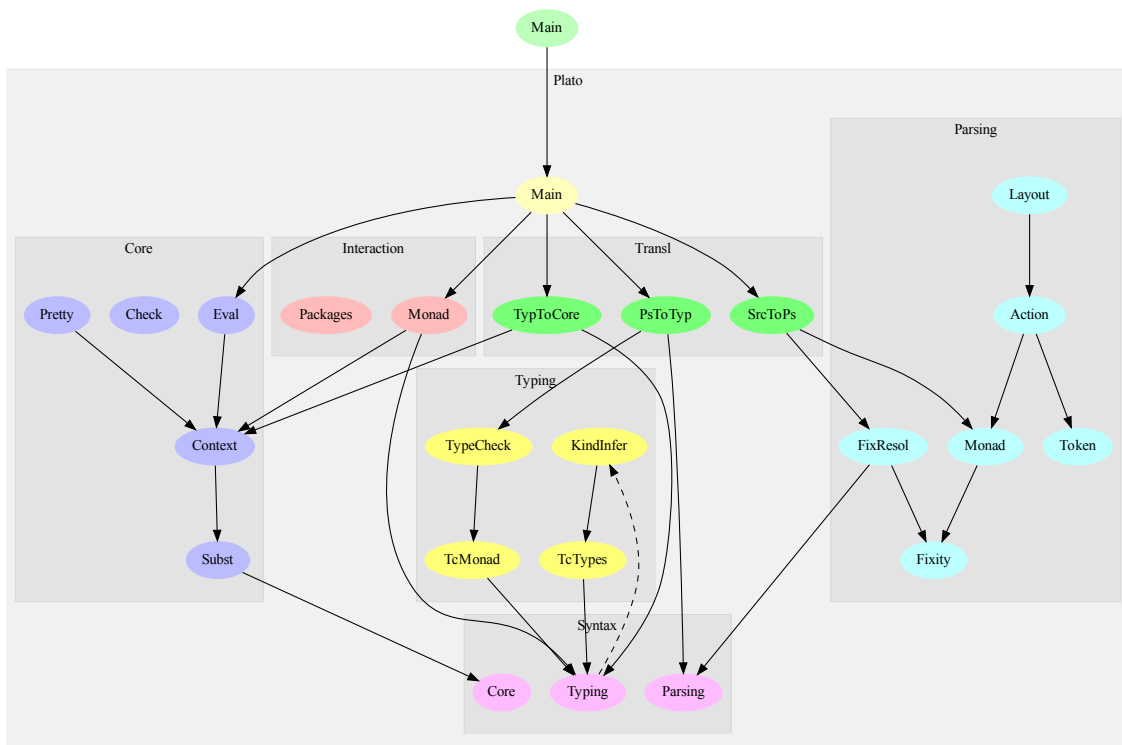 Main
Plato
Parsing
Main
Layout
Core
Interaction
Transl
Pretty
Check
Eval
Packages
Monad
TypToCore
PsToTyp
SrcToPs
Action
Typing
Context
TypeCheck
KindInfer
FixResol
Monad
Token
Subst
TcMonad
TcTypes
Fixity
Syntax
Core
Typing
Parsing